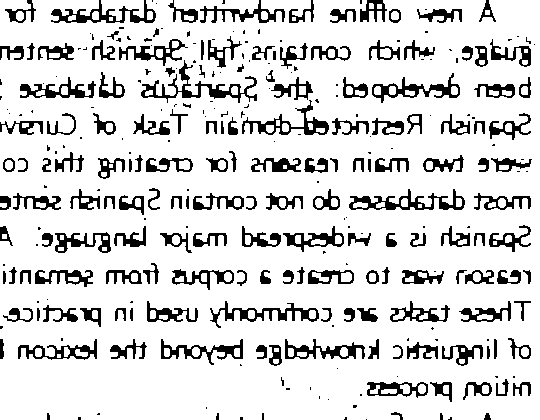 A new offline handwritten database for
guage, which contains full Spanish senten
been developed: the Spartacus database
Spanish Restricted-domain Task of Cursiv
were two main reasons for creating this co
most databases do not contain Spanish sente
Spanish is a widespread major language. A
reason was to create a corpus from semanti
These tasks are commonly used in practice
of linguistic knowledge beyond the lexicon
nition process.